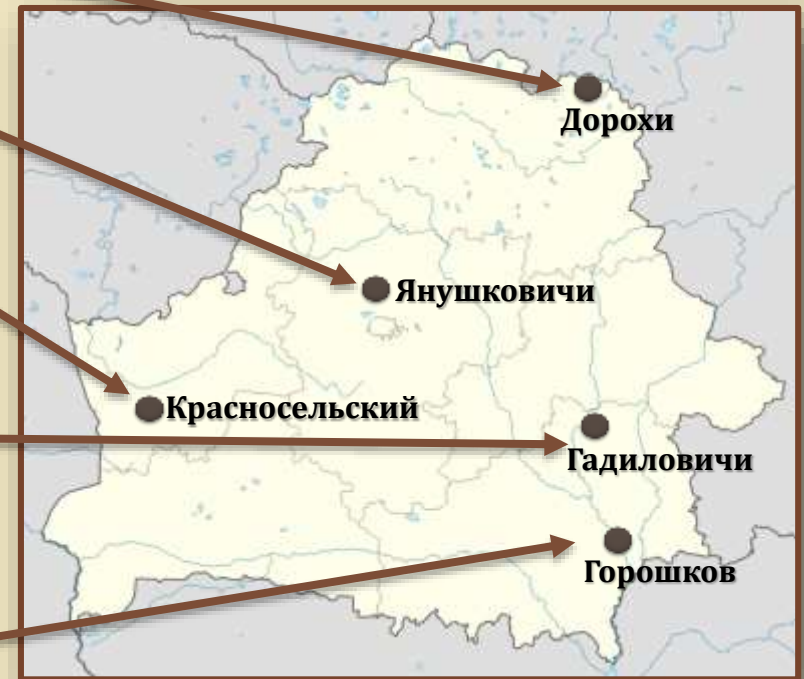 Дорохи
Янушковичи
Красносельский
Гадиловичи
Горошков